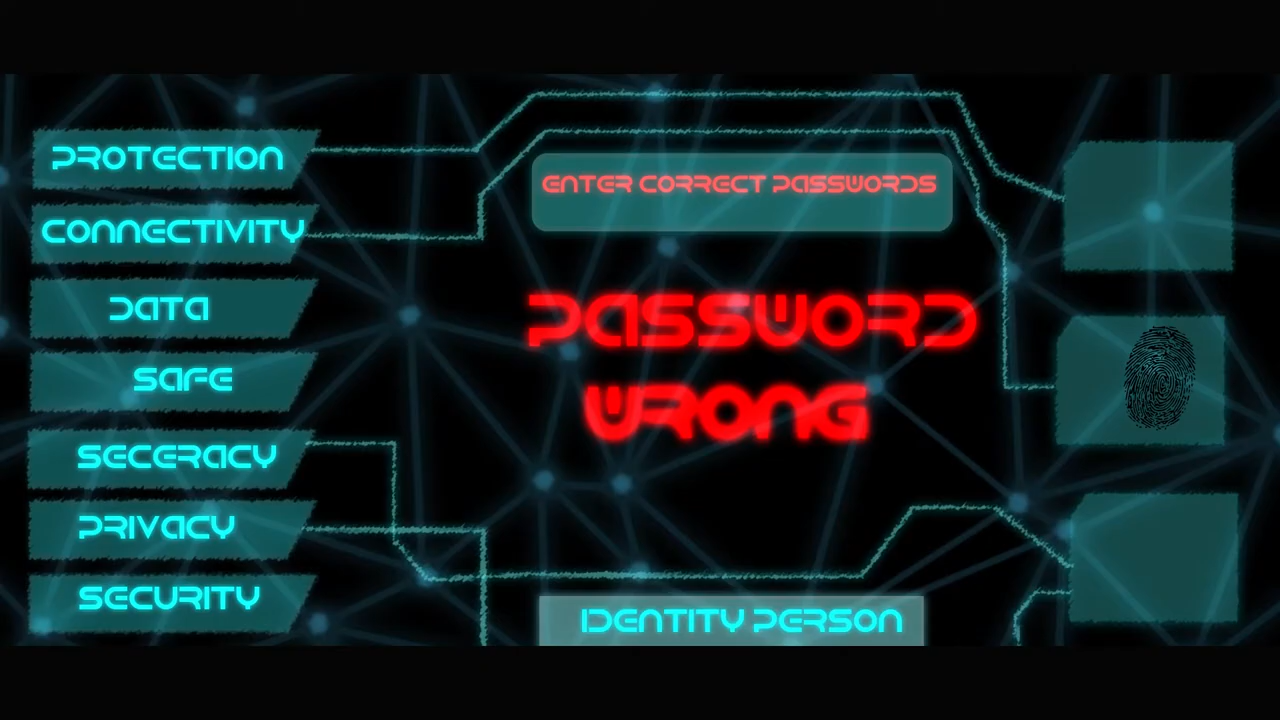 PROTECTION
CONNECTIVITY
DATA
SAFE
SECERACY
PRIVACY
SECURITY
ENTER CORRECT PASSWORDS
PASSWORD
WRONG
IDENTITY PERSON